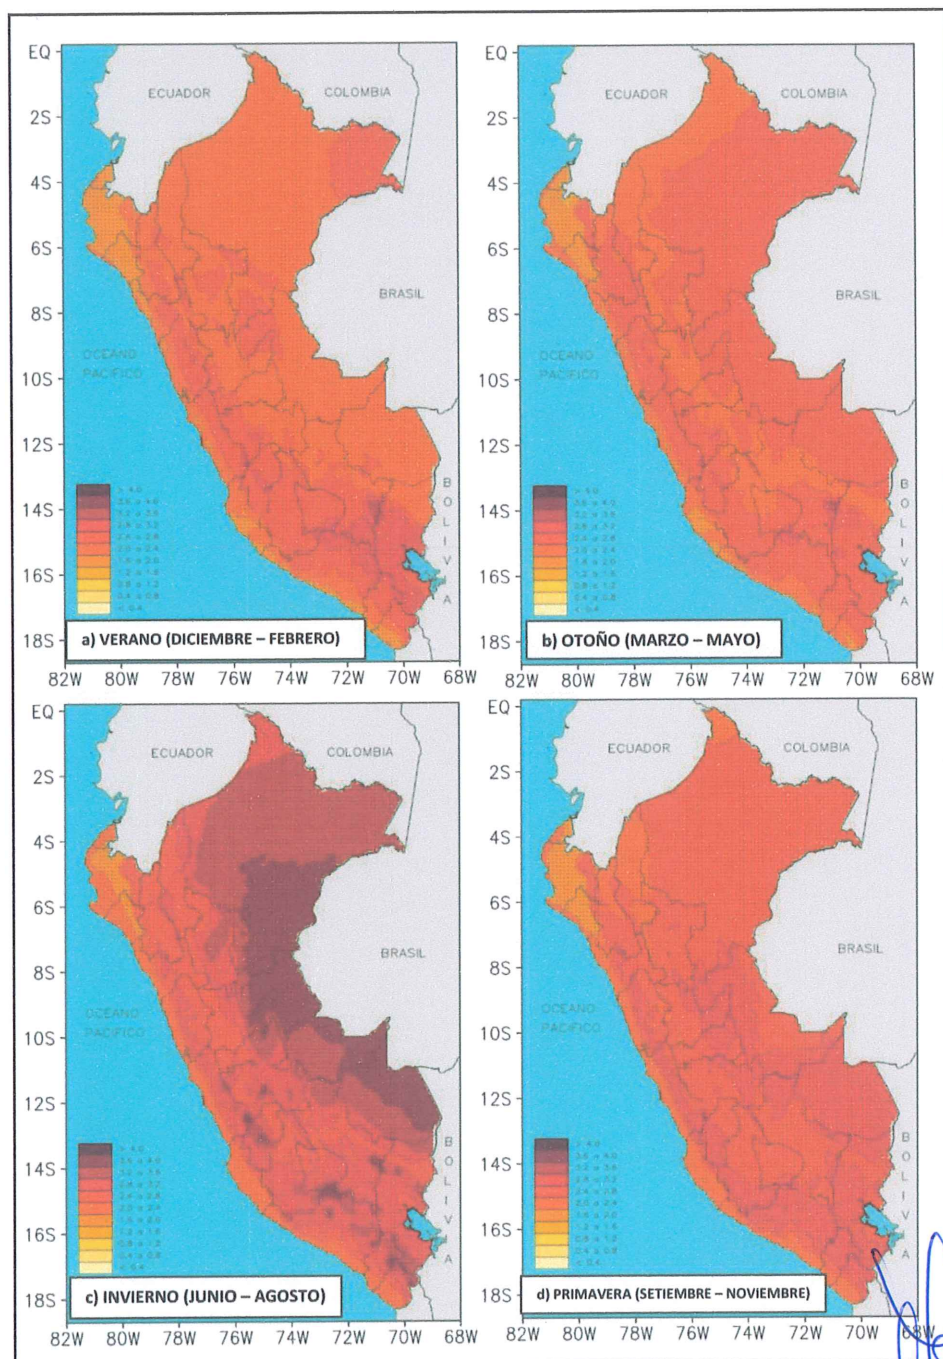 EQ
ECUADOR
COLOMBIA
2S
4S
6S
BRASIL
8S
OCEANO
PACIFICO
10S
12S
14S
BOLIVIA
16S
18S
a) VERANO (DICIEMBRE – FEBRERO)
82W 80W 78W 76W 74W 72W 70W 68W
EQ
ECUADOR
COLOMBIA
2S
4S
6S
BRASIL
8S
OCEANO
PACIFICO
10S
12S
14S
BOLIVIA
16S
18S
b) OTOÑO (MARZO – MAYO)
82W 80W 78W 76W 74W 72W 70W 68W
EQ
ECUADOR
COLOMBIA
2S
4S
6S
BRASIL
8S
OCEANO
PACIFICO
10S
12S
14S
BOLIVIA
16S
18S
c) INVIERNO (JUNIO – AGOSTO)
82W 80W 78W 76W 74W 72W 70W 68W
EQ
ECUADOR
COLOMBIA
2S
4S
6S
BRASIL
8S
OCEANO
PACIFICO
10S
12S
14S
BOLIVIA
16S
18S
d) PRIMAVERA (SETIEMBRE – NOVIEMBRE)
82W 80W 78W 76W 74W 72W 70W 68W